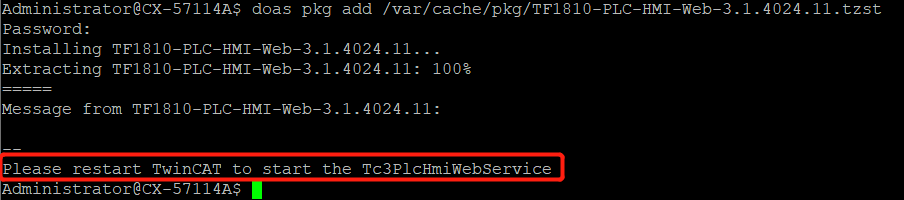 Administrator@CX-57114A$ doas pkg add /var/cache/pkg/TF1810-PLC-HMI-Web-3.1.4024.11.tzst
Password:
Installing TF1810-PLC-HMI-Web-3.1.4024.11...
Extracting TF1810-PLC-HMI-Web-3.1.4024.11: 100%
=====
Message from TF1810-PLC-HMI-Web-3.1.4024.11:
--
Please restart TwinCAT to start the Tc3PlcHmiWebService
Administrator@CX-57114A$